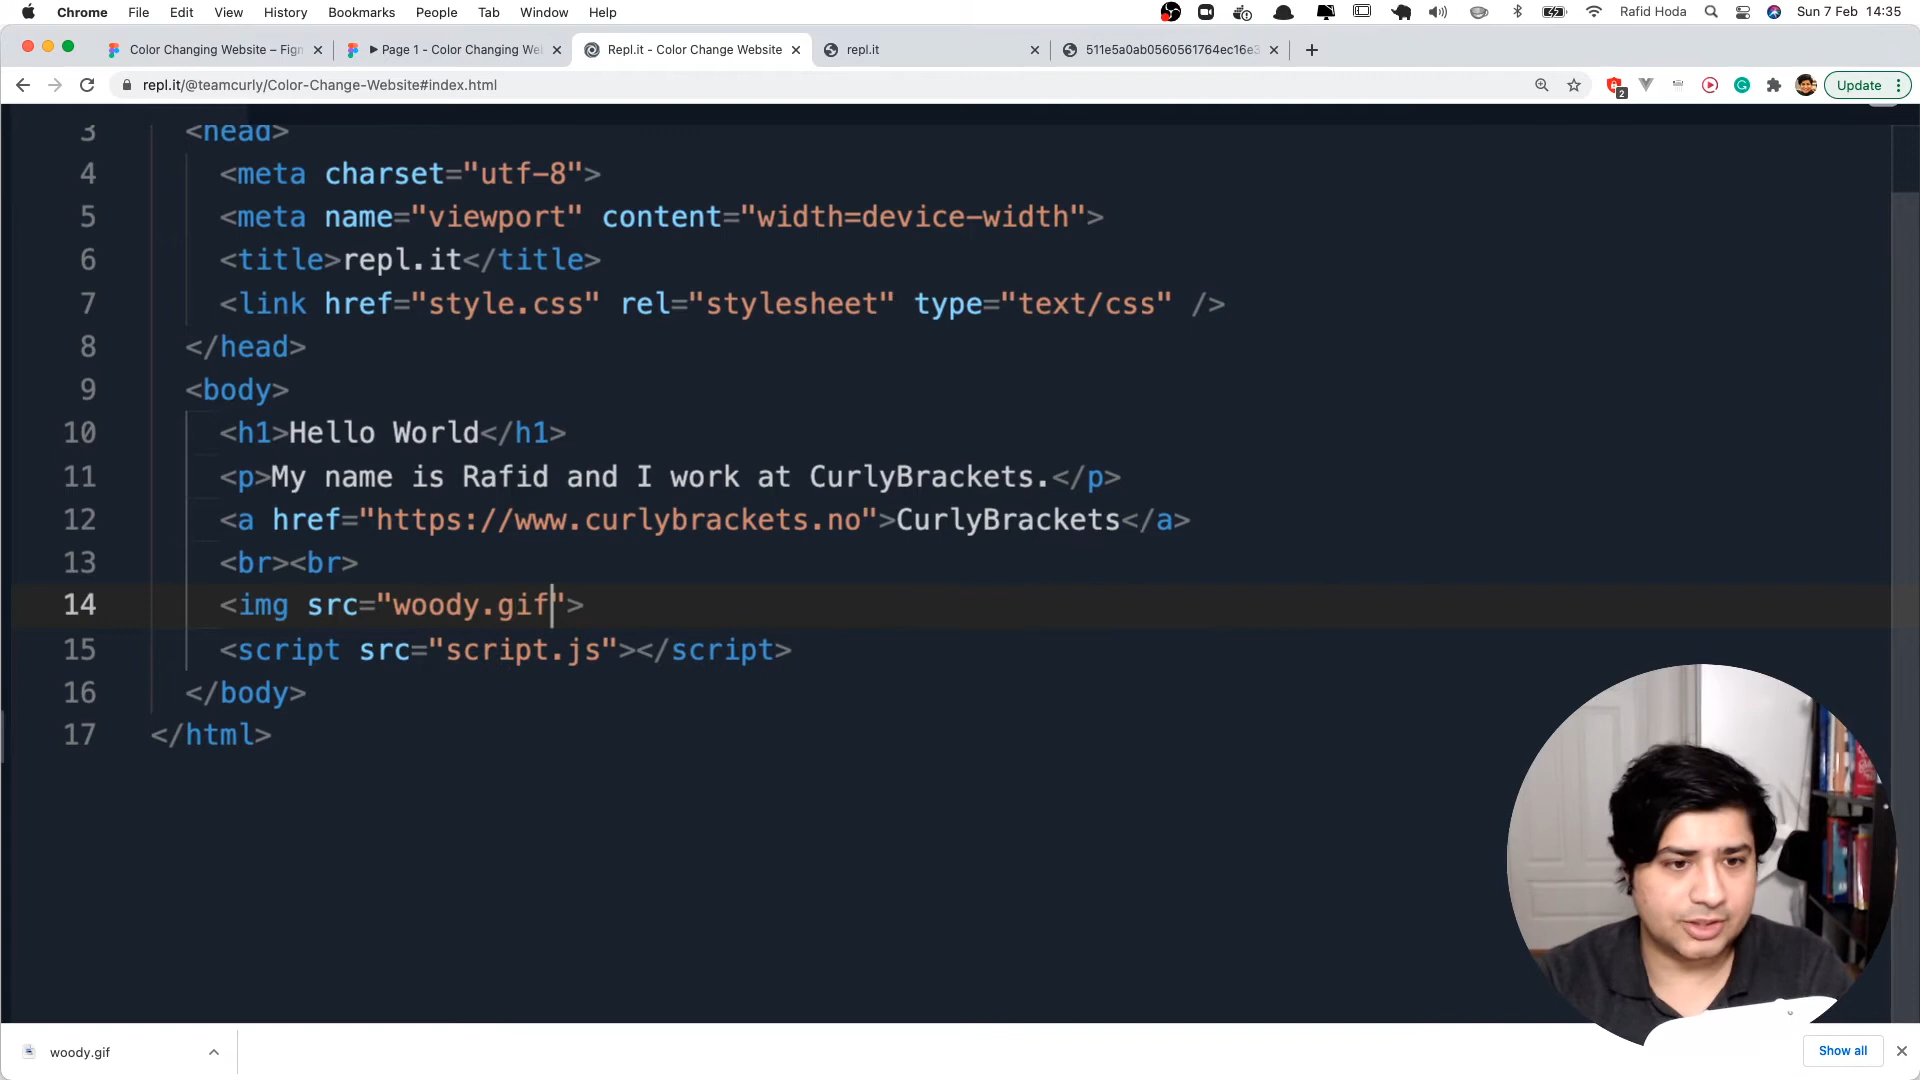 Chrome File Edit View History Bookmarks People Tab Window Help Rafid Hoda Sun 7 Feb 14:35
Color Changing Website – Figm Page 1 - Color Changing We Repl.it - Color Change Website repl.it 511e5a0ab0560561764ec16e3
repl.it/@teamcurly/Color-Change-Website#index.html 2 Update
3 <head>
4 <meta charset="utf-8">
5 <meta name="viewport" content="width=device-width">
6 <title>repl.it</title>
7 <link href="style.css" rel="stylesheet" type="text/css" />
8 </head>
9 <body>
10 <h1>Hello World</h1>
11 <p>My name is Rafid and I work at CurlyBrackets.</p>
12 <a href="https://www.curlybrackets.no">CurlyBrackets</a>
13 <br><br>
14 <img src="woody.gif">
15 <script src="script.js"></script>
16 </body>
17 </html>
woody.gif Show all